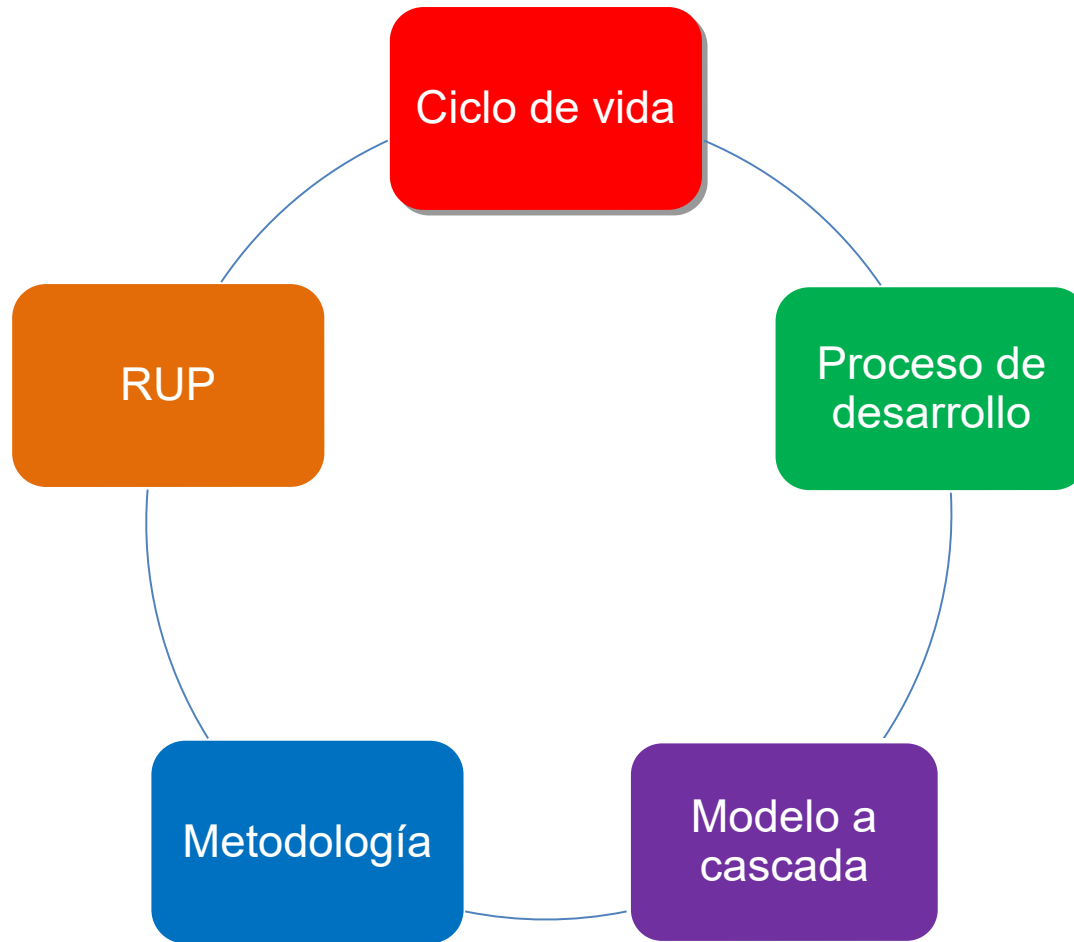 Ciclo de vida
Proceso de
desarrollo
Modelo a
cascada
Metodología
RUP